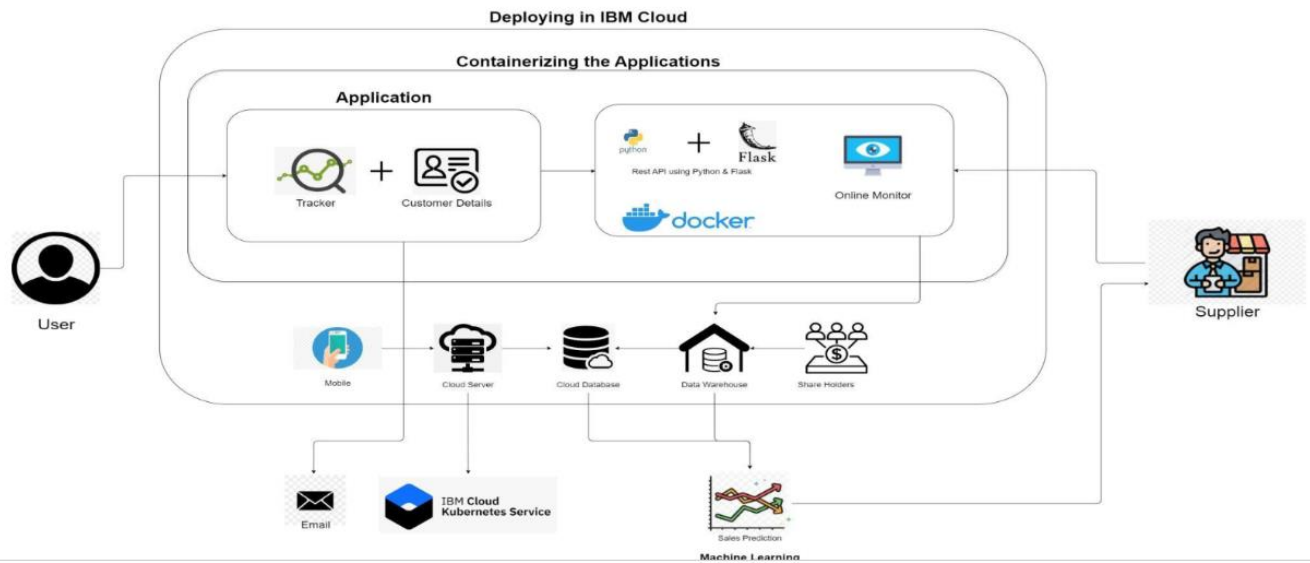 Deploying in IBM Cloud
Containerizing the Applications
Application
Tracker
+
Customer Details
python
+
Flask
Rest API using Python & Flask
Online Monitor
docker
User
Supplier
Mobile
Cloud Server
Cloud Database
Data Warehouse
Share Holders
Email
IBM Cloud
Kubernetes Service
Sales Prediction
Machine Learning